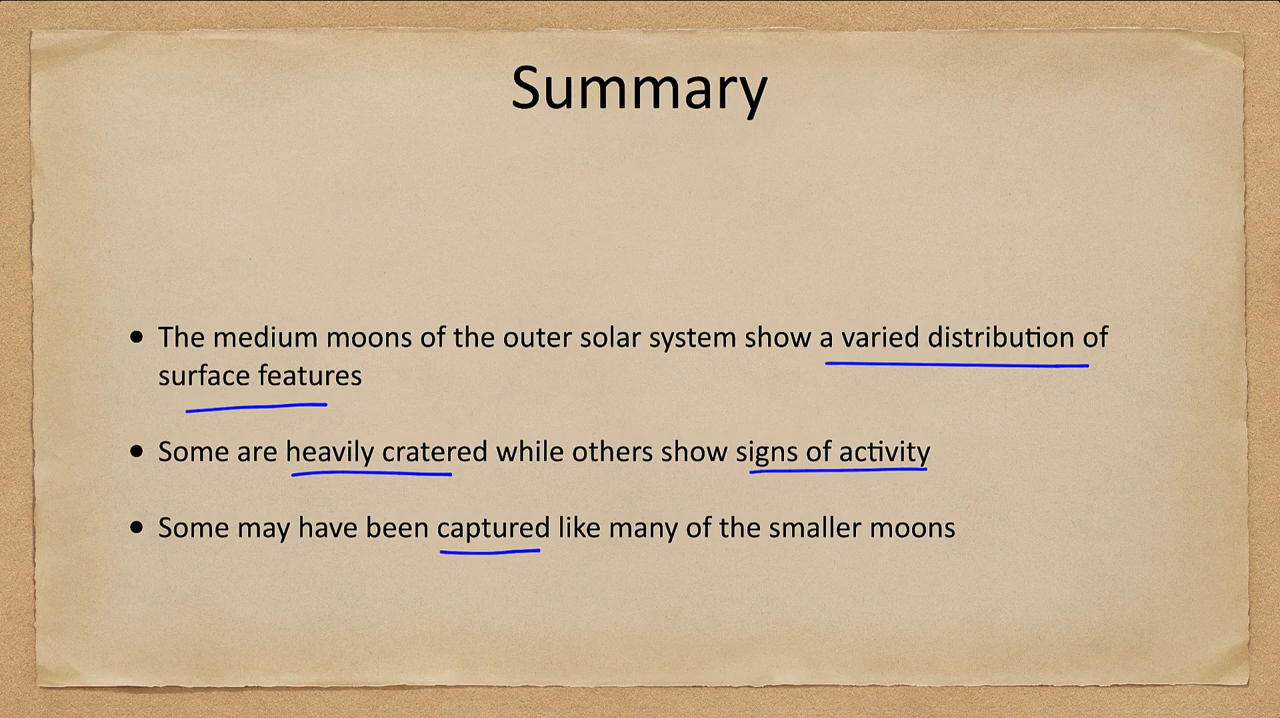 Summary
• The medium moons of the outer solar system show a varied distribution of
surface features
• Some are heavily cratered while others show signs of activity
• Some may have been captured like many of the smaller moons